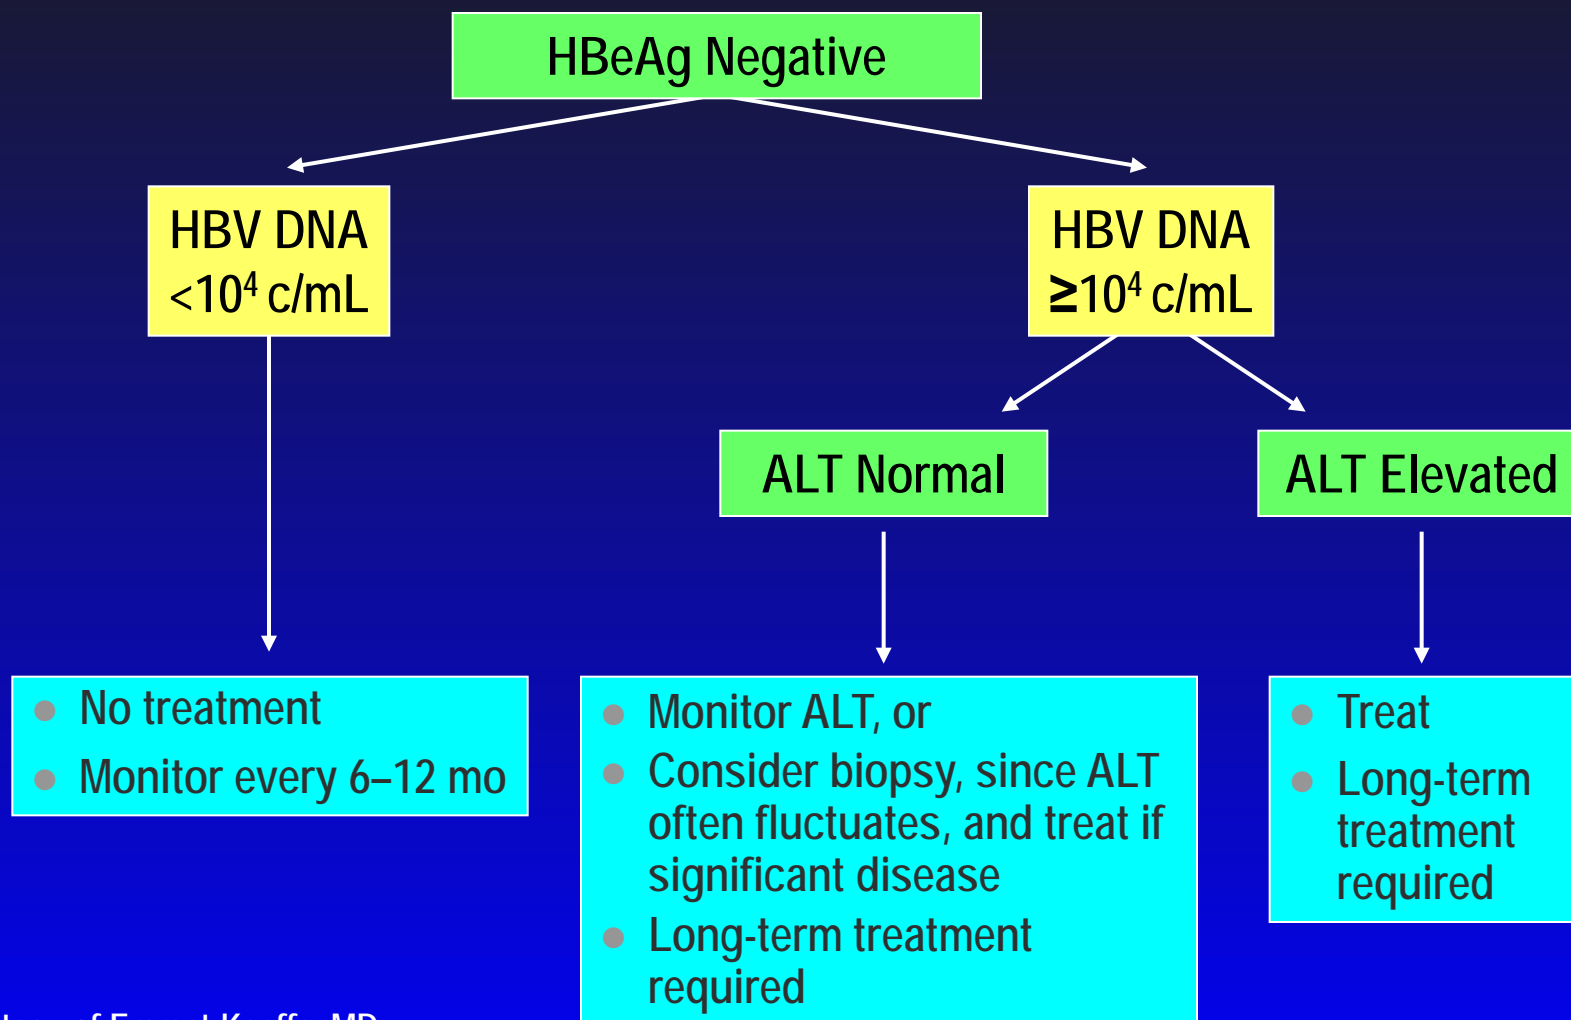 HBeAg Negative
HBV DNA
<10⁴ c/mL
HBV DNA
≥10⁴ c/mL
ALT Normal
ALT Elevated
● No treatment
● Monitor every 6–12 mo
● Monitor ALT, or
● Consider biopsy, since ALT
often fluctuates, and treat if
significant disease
● Long-term treatment
required
● Treat
● Long-term
treatment
required
of
MD